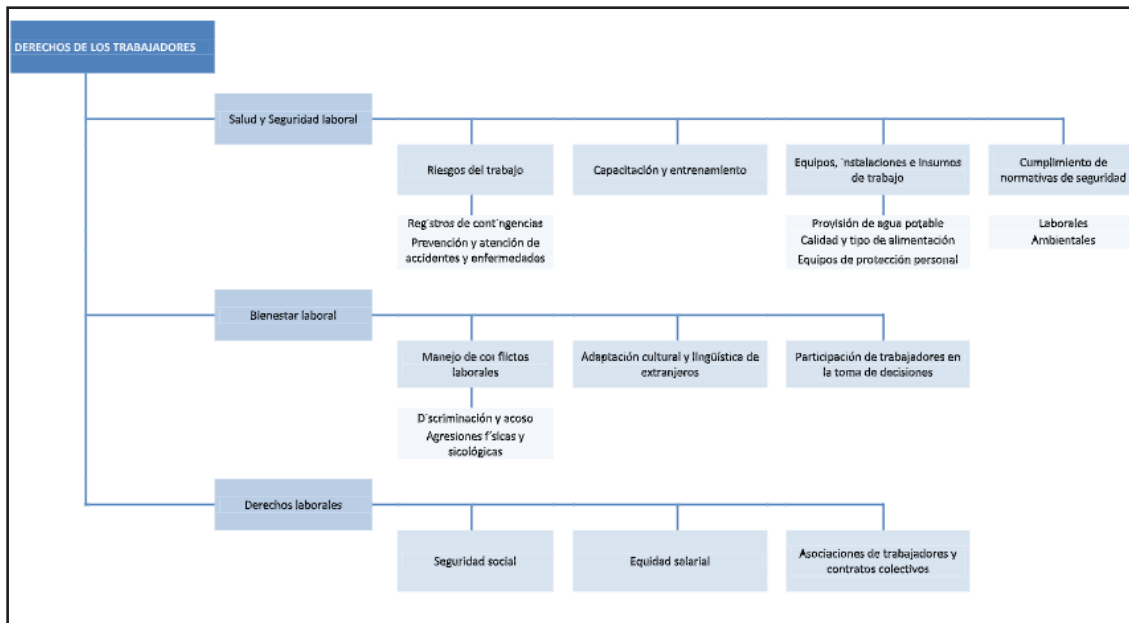 DERECHOS DE LOS TRABAJADORES
Salud y Seguridad laboral
Riesgos del trabajo
Capacitación y entrenamiento
Equipos, instalaciones e insumos
de trabajo
Cumplimiento de
normativas de seguridad
Registros de contingencias
Prevención y atención de
accidentes y enfermedades
Provisión de agua potable
Calidad y tipo de alimentación
Equipos de protección personal
Laborales
Ambientales
Bienestar laboral
Manejo de conflictos
laborales
Adaptación cultural y lingüística de
extranjeros
Participación de trabajadores en
la toma de decisiones
Discriminación y acoso
Agresiones físicas y
sicológicas
Derechos laborales
Seguridad social
Equidad salarial
Asociaciones de trabajadores y
contratos colectivos